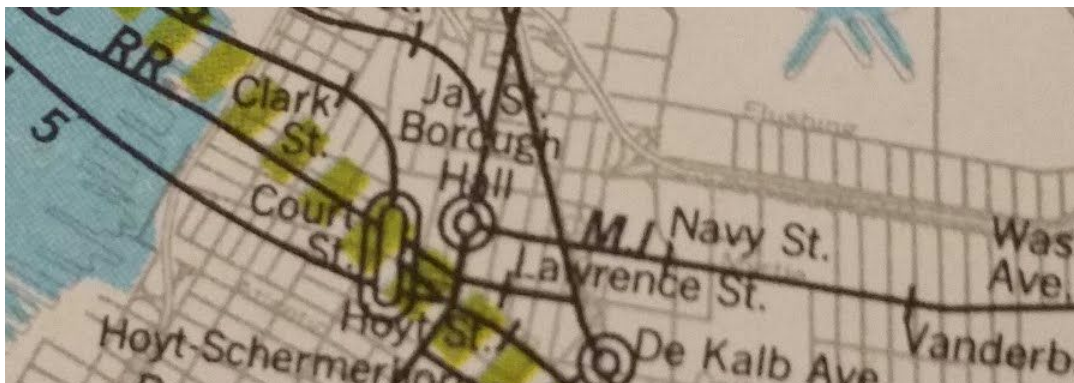 RR
Clark
St.
5
Jay St.
Borough
Hall
Court
St.
M.J.
Navy St.
Lawrence St.
Was
Ave.
Flushing
Hoyt St.
Hoyt-Schermerhorn
De Kalb Ave
Vanderb